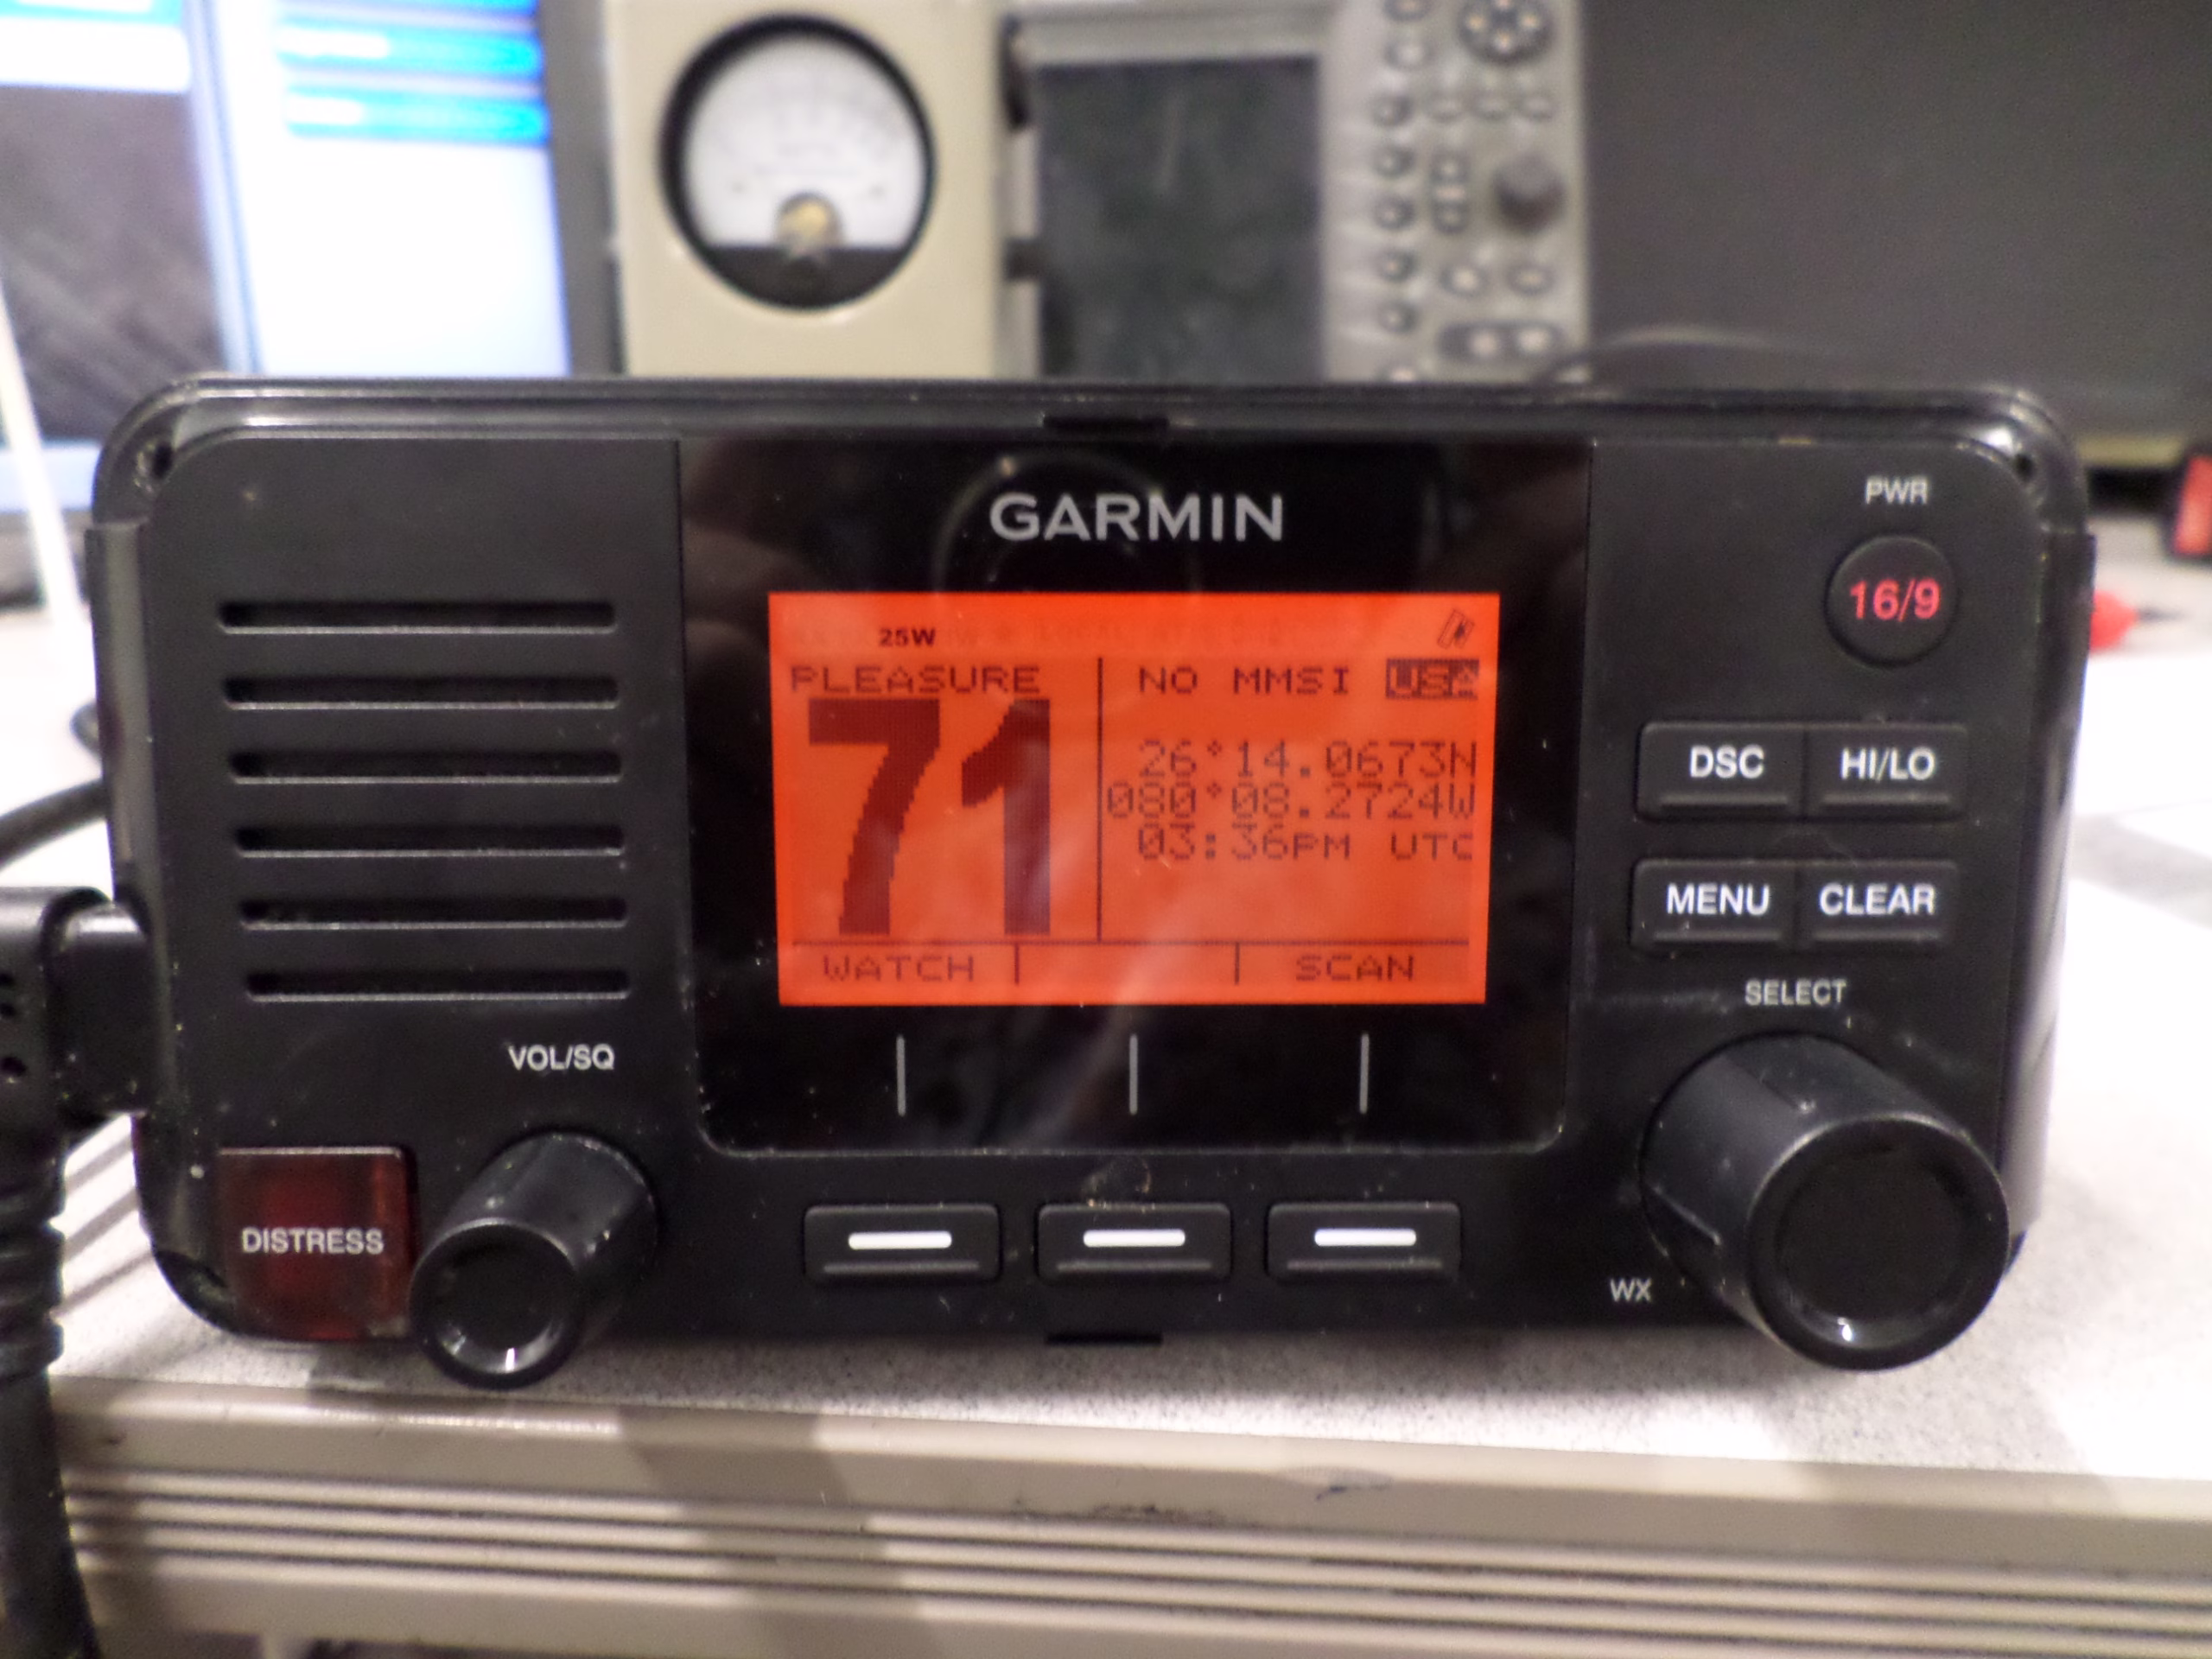 GARMIN
PWR
16/9
25W
PLEASURE
NO MMSI USA
71
26°14.0673N
080°08.2724W
03:36PM UTC
WATCH
SCAN
DSC
HI/LO
MENU
CLEAR
SELECT
VOL/SQ
DISTRESS
WX